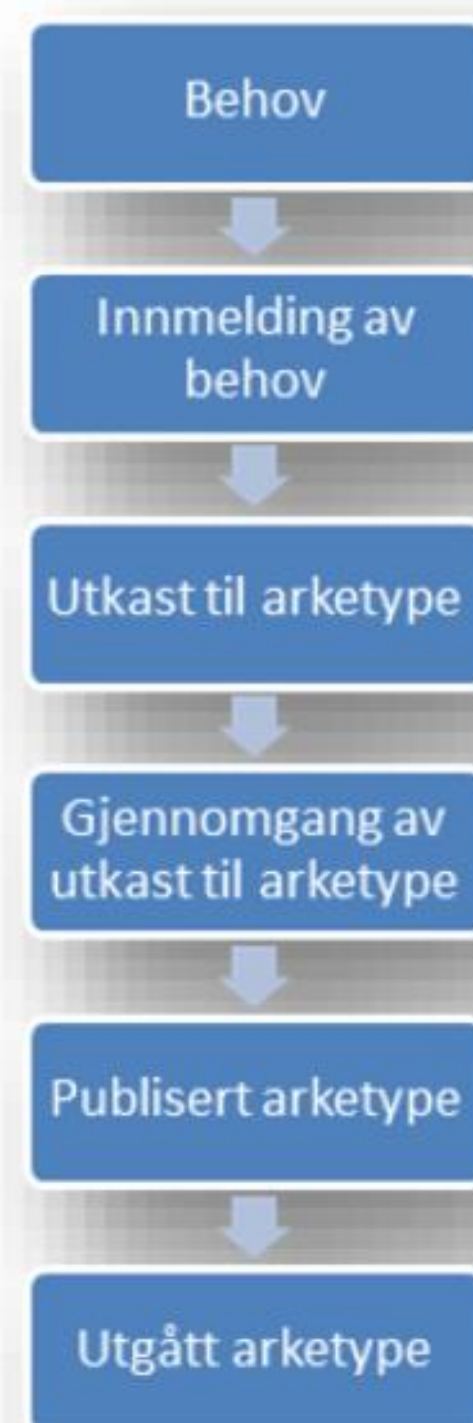 Behov
Innmelding av
behov
Utkast til arketype
Gjennomgang av
utkast til arketype
Publisert arketype
Utgått arketype